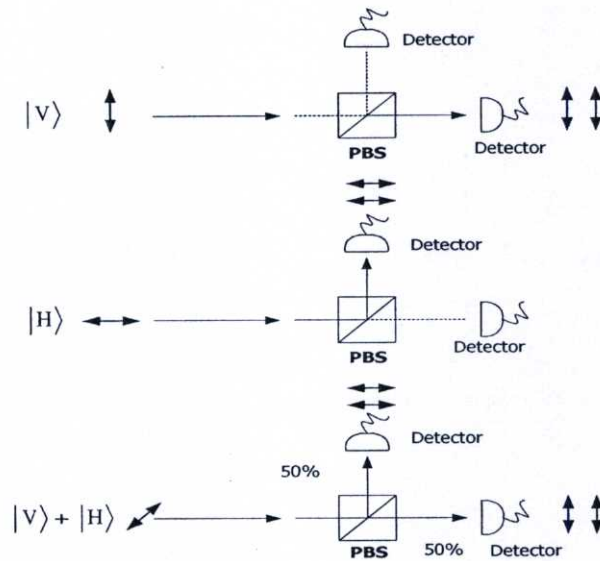 Detector
|V⟩
PBS
Detector
Detector
|H⟩
PBS
Detector
Detector
50%
|V⟩ + |H⟩
PBS
50%
Detector